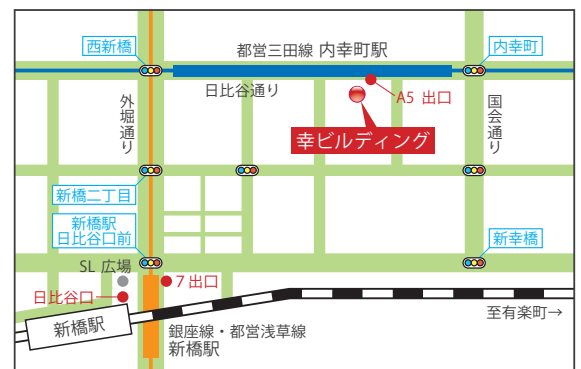 西新橋
都営三田線 内幸町駅
内幸町
日比谷通り
A5 出口
外堀通り
国会通り
幸ビルディング
新橋二丁目
新橋駅
日比谷口前
新幸橋
SL 広場
7 出口
日比谷口
新橋駅
銀座線・都営浅草線
新橋駅
至有楽町→